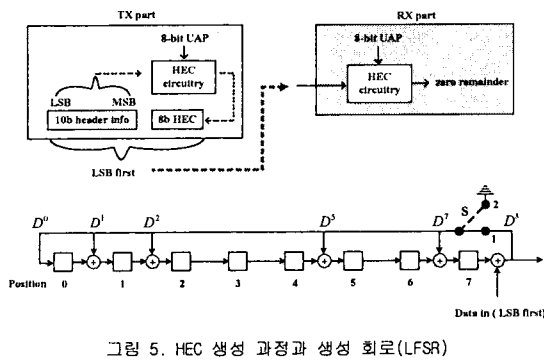 TX part
RX part
8-bit UAP
8-bit UAP
HEC circuitry
HEC circuitry
zero remainder
LSB MSB
10b header info
8b HEC
LSB first
D⁰ D¹ D² D⁵ D⁷ D⁸
S 2
1
Position 0 1 2 3 4 5 6 7
Data in ( LSB first)
그림 5. HEC 생성 과정과 생성 회로(LFSR)